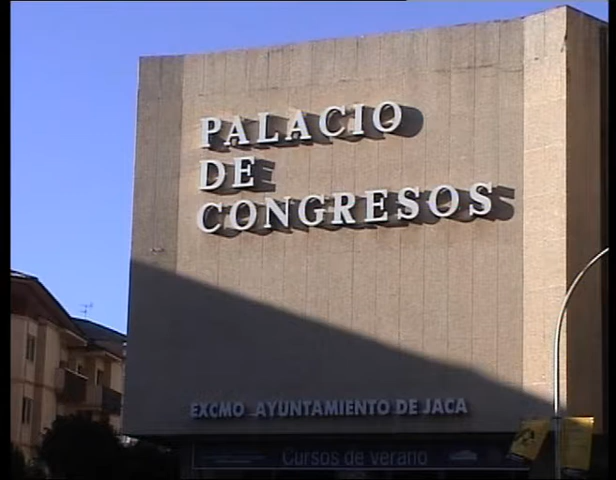 PALACIO
DE
CONGRESOS
EXCMO AYUNTAMIENTO DE JACA
Cursos de verano